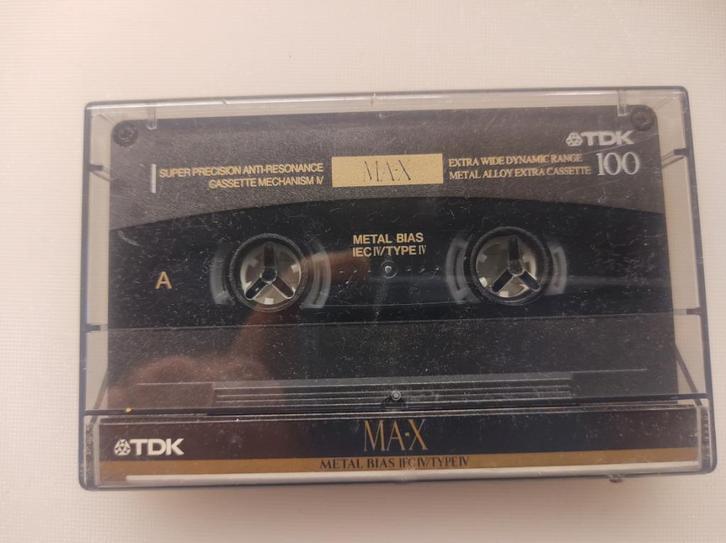 TDK
SUPER PRECISION ANTI-RESONANCE
CASSETTE MECHANISM IV
MA-X
EXTRA WIDE DYNAMIC RANGE
METAL ALLOY EXTRA CASSETTE
100
METAL BIAS
IEC IV/TYPE IV
A
TDK
MA-X
METAL BIAS IEC IV/TYPE IV